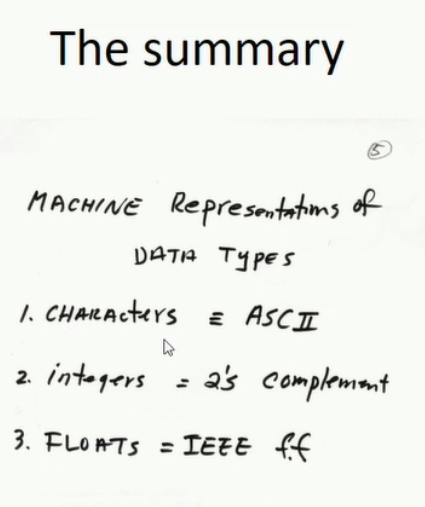 The summary
5
MACHINE Representations of
DATA Types
1. CHARActers ≡ ASCII
2. integers = 2's complement
3. FLOATS = IEEE f.f